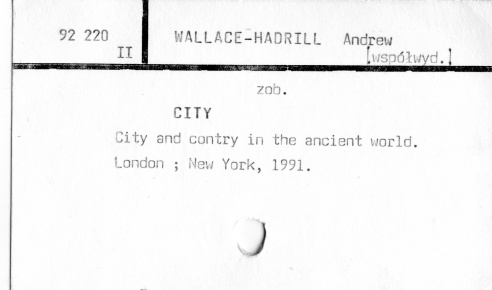 92 220 WALLACE-HADRILL Andrew
II [współwyd.]
zob.
CITY
City and contry in the ancient world.
London ; New York, 1991.